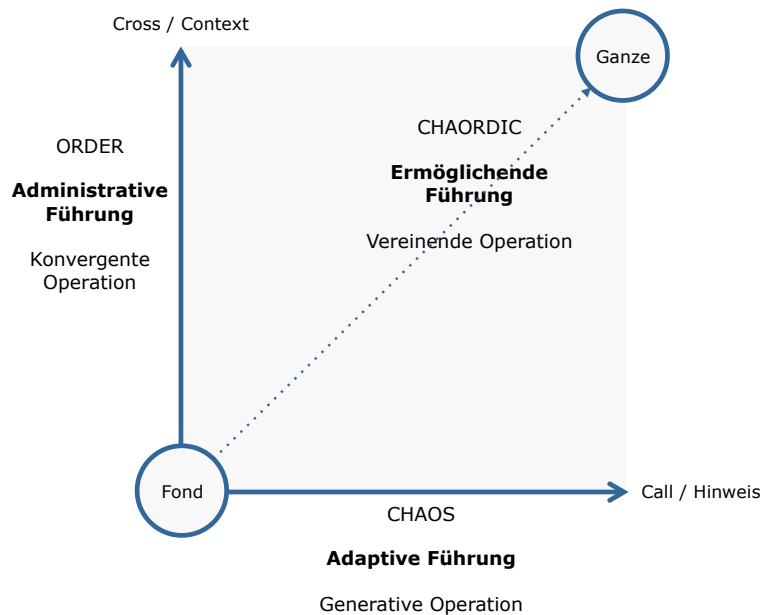 Cross / Context
Ganze
CHAORDIC
ORDER
Ermöglichende
Führung
Administrative
Führung
Vereinende Operation
Konvergente
Operation
Fond
Call / Hinweis
CHAOS
Adaptive Führung
Generative Operation